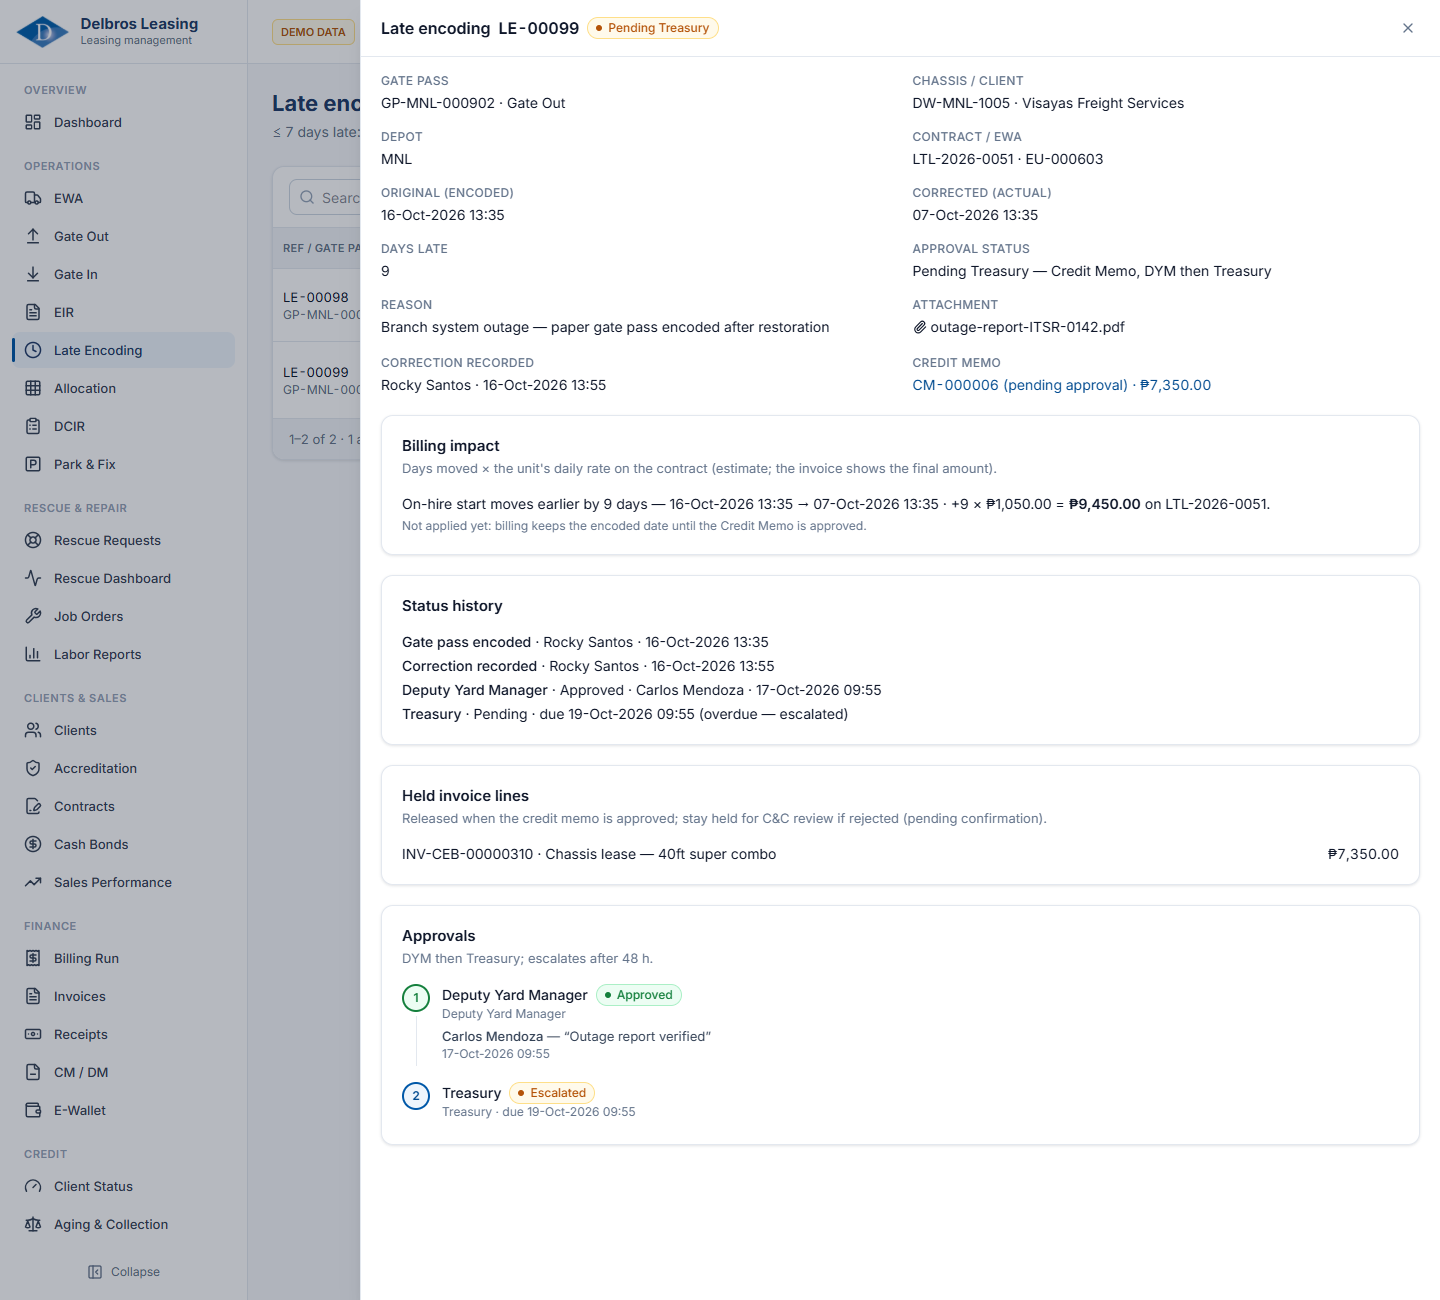 Delbros Leasing
Leasing management
OVERVIEW
Dashboard
OPERATIONS
EWA
Gate Out
Gate In
EIR
Late Encoding
Allocation
DCIR
Park & Fix
RESCUE & REPAIR
Rescue Requests
Rescue Dashboard
Job Orders
Labor Reports
CLIENTS & SALES
Clients
Accreditation
Contracts
Cash Bonds
Sales Performance
FINANCE
Billing Run
Invoices
Receipts
CM / DM
E-Wallet
CREDIT
Client Status
Aging & Collection
Collapse
DEMO DATA
Late enc
≤ 7 days late:
Searc
REF / GATE PA
LE-00098
GP-MNL-000
LE-00099
GP-MNL-000
1–2 of 2 · 1 a
Late encoding LE-00099 Pending Treasury
GATE PASS
GP-MNL-000902 · Gate Out
CHASSIS / CLIENT
DW-MNL-1005 · Visayas Freight Services
DEPOT
MNL
CONTRACT / EWA
LTL-2026-0051 · EU-000603
ORIGINAL (ENCODED)
16-Oct-2026 13:35
CORRECTED (ACTUAL)
07-Oct-2026 13:35
DAYS LATE
9
APPROVAL STATUS
Pending Treasury — Credit Memo, DYM then Treasury
REASON
Branch system outage — paper gate pass encoded after restoration
ATTACHMENT
outage-report-ITSR-0142.pdf
CORRECTION RECORDED
Rocky Santos · 16-Oct-2026 13:55
CREDIT MEMO
CM-000006 (pending approval) · ₱7,350.00
Billing impact
Days moved × the unit's daily rate on the contract (estimate; the invoice shows the final amount).
On-hire start moves earlier by 9 days — 16-Oct-2026 13:35 → 07-Oct-2026 13:35 · +9 × ₱1,050.00 = ₱9,450.00 on LTL-2026-0051.
Not applied yet: billing keeps the encoded date until the Credit Memo is approved.
Status history
Gate pass encoded · Rocky Santos · 16-Oct-2026 13:35
Correction recorded · Rocky Santos · 16-Oct-2026 13:55
Deputy Yard Manager · Approved · Carlos Mendoza · 17-Oct-2026 09:55
Treasury · Pending · due 19-Oct-2026 09:55 (overdue — escalated)
Held invoice lines
Released when the credit memo is approved; stay held for C&C review if rejected (pending confirmation).
INV-CEB-00000310 · Chassis lease — 40ft super combo ₱7,350.00
Approvals
DYM then Treasury; escalates after 48 h.
1 Deputy Yard Manager Approved
Deputy Yard Manager
Carlos Mendoza — “Outage report verified”
17-Oct-2026 09:55
2 Treasury Escalated
Treasury · due 19-Oct-2026 09:55